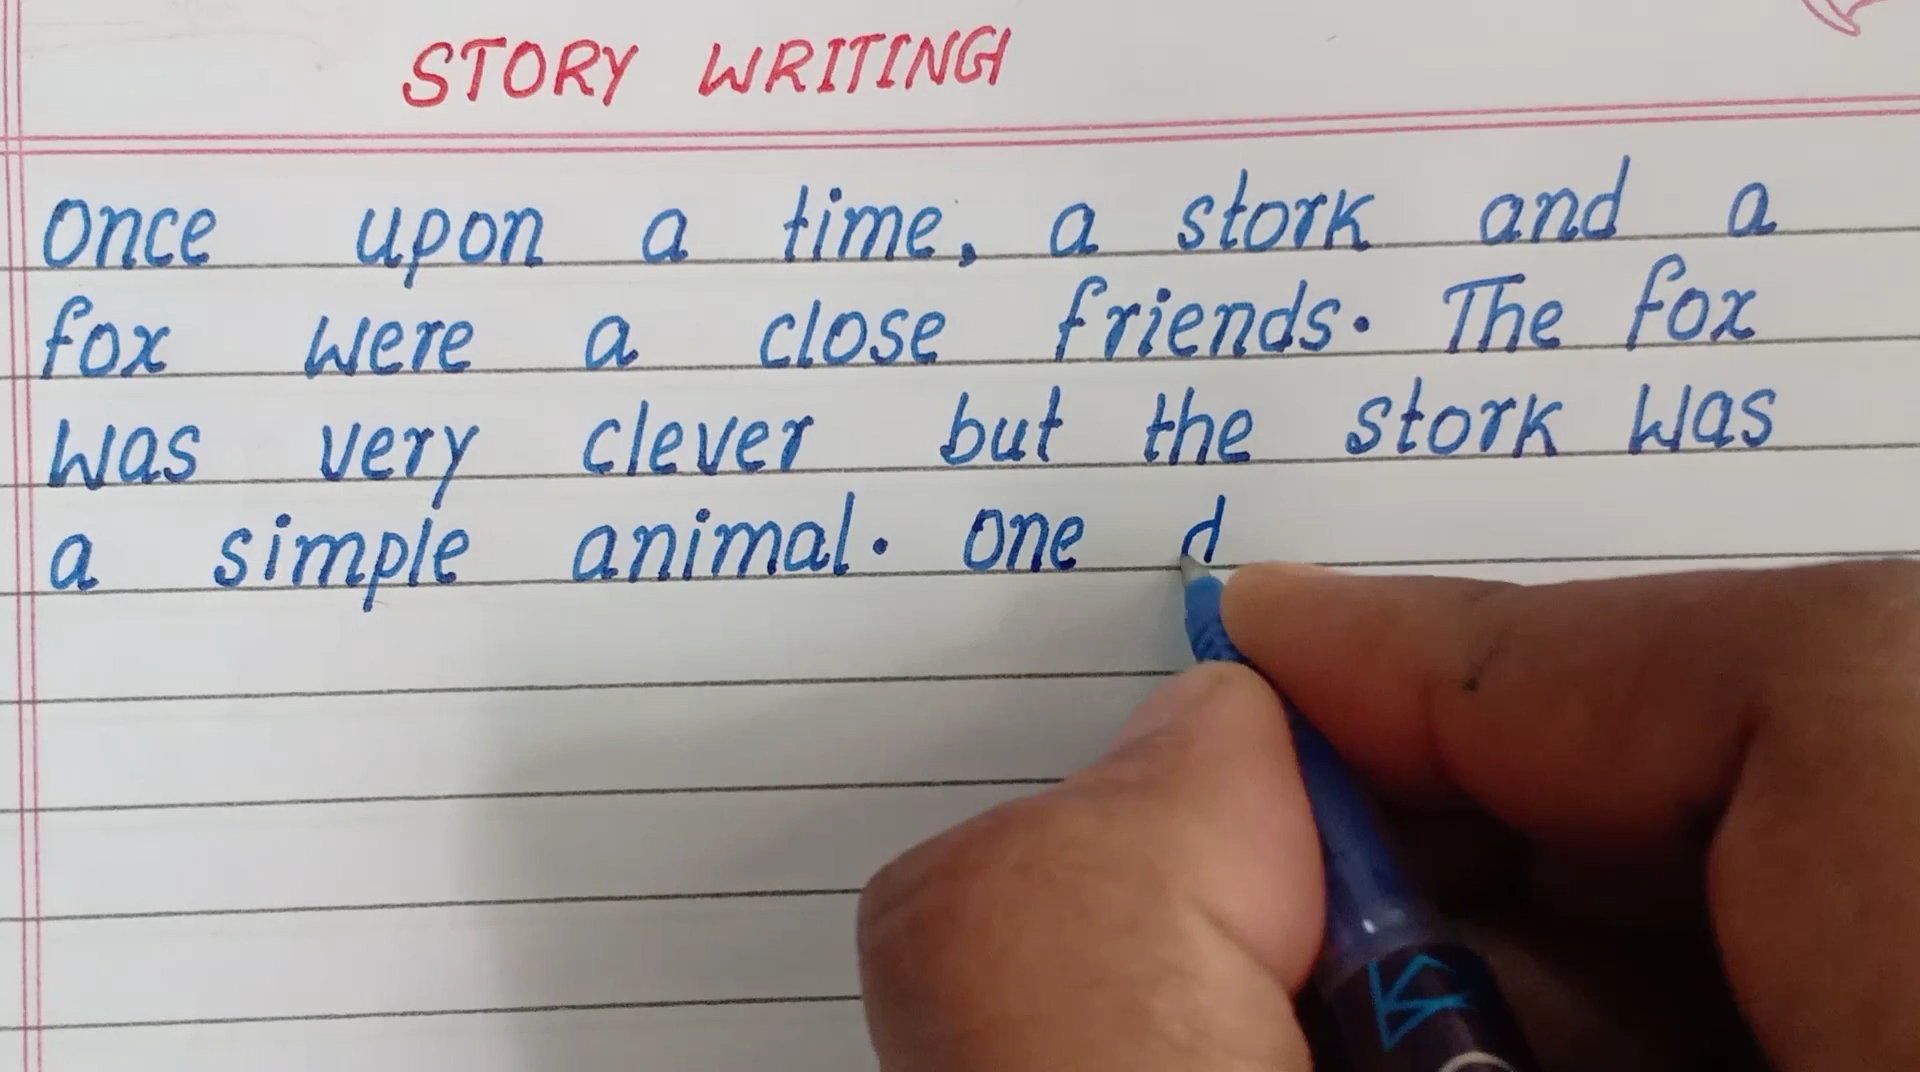 STORY WRITING
Once upon a time, a stork and a
fox were a close friends. The fox
was very clever but the stork was
a simple animal. One d